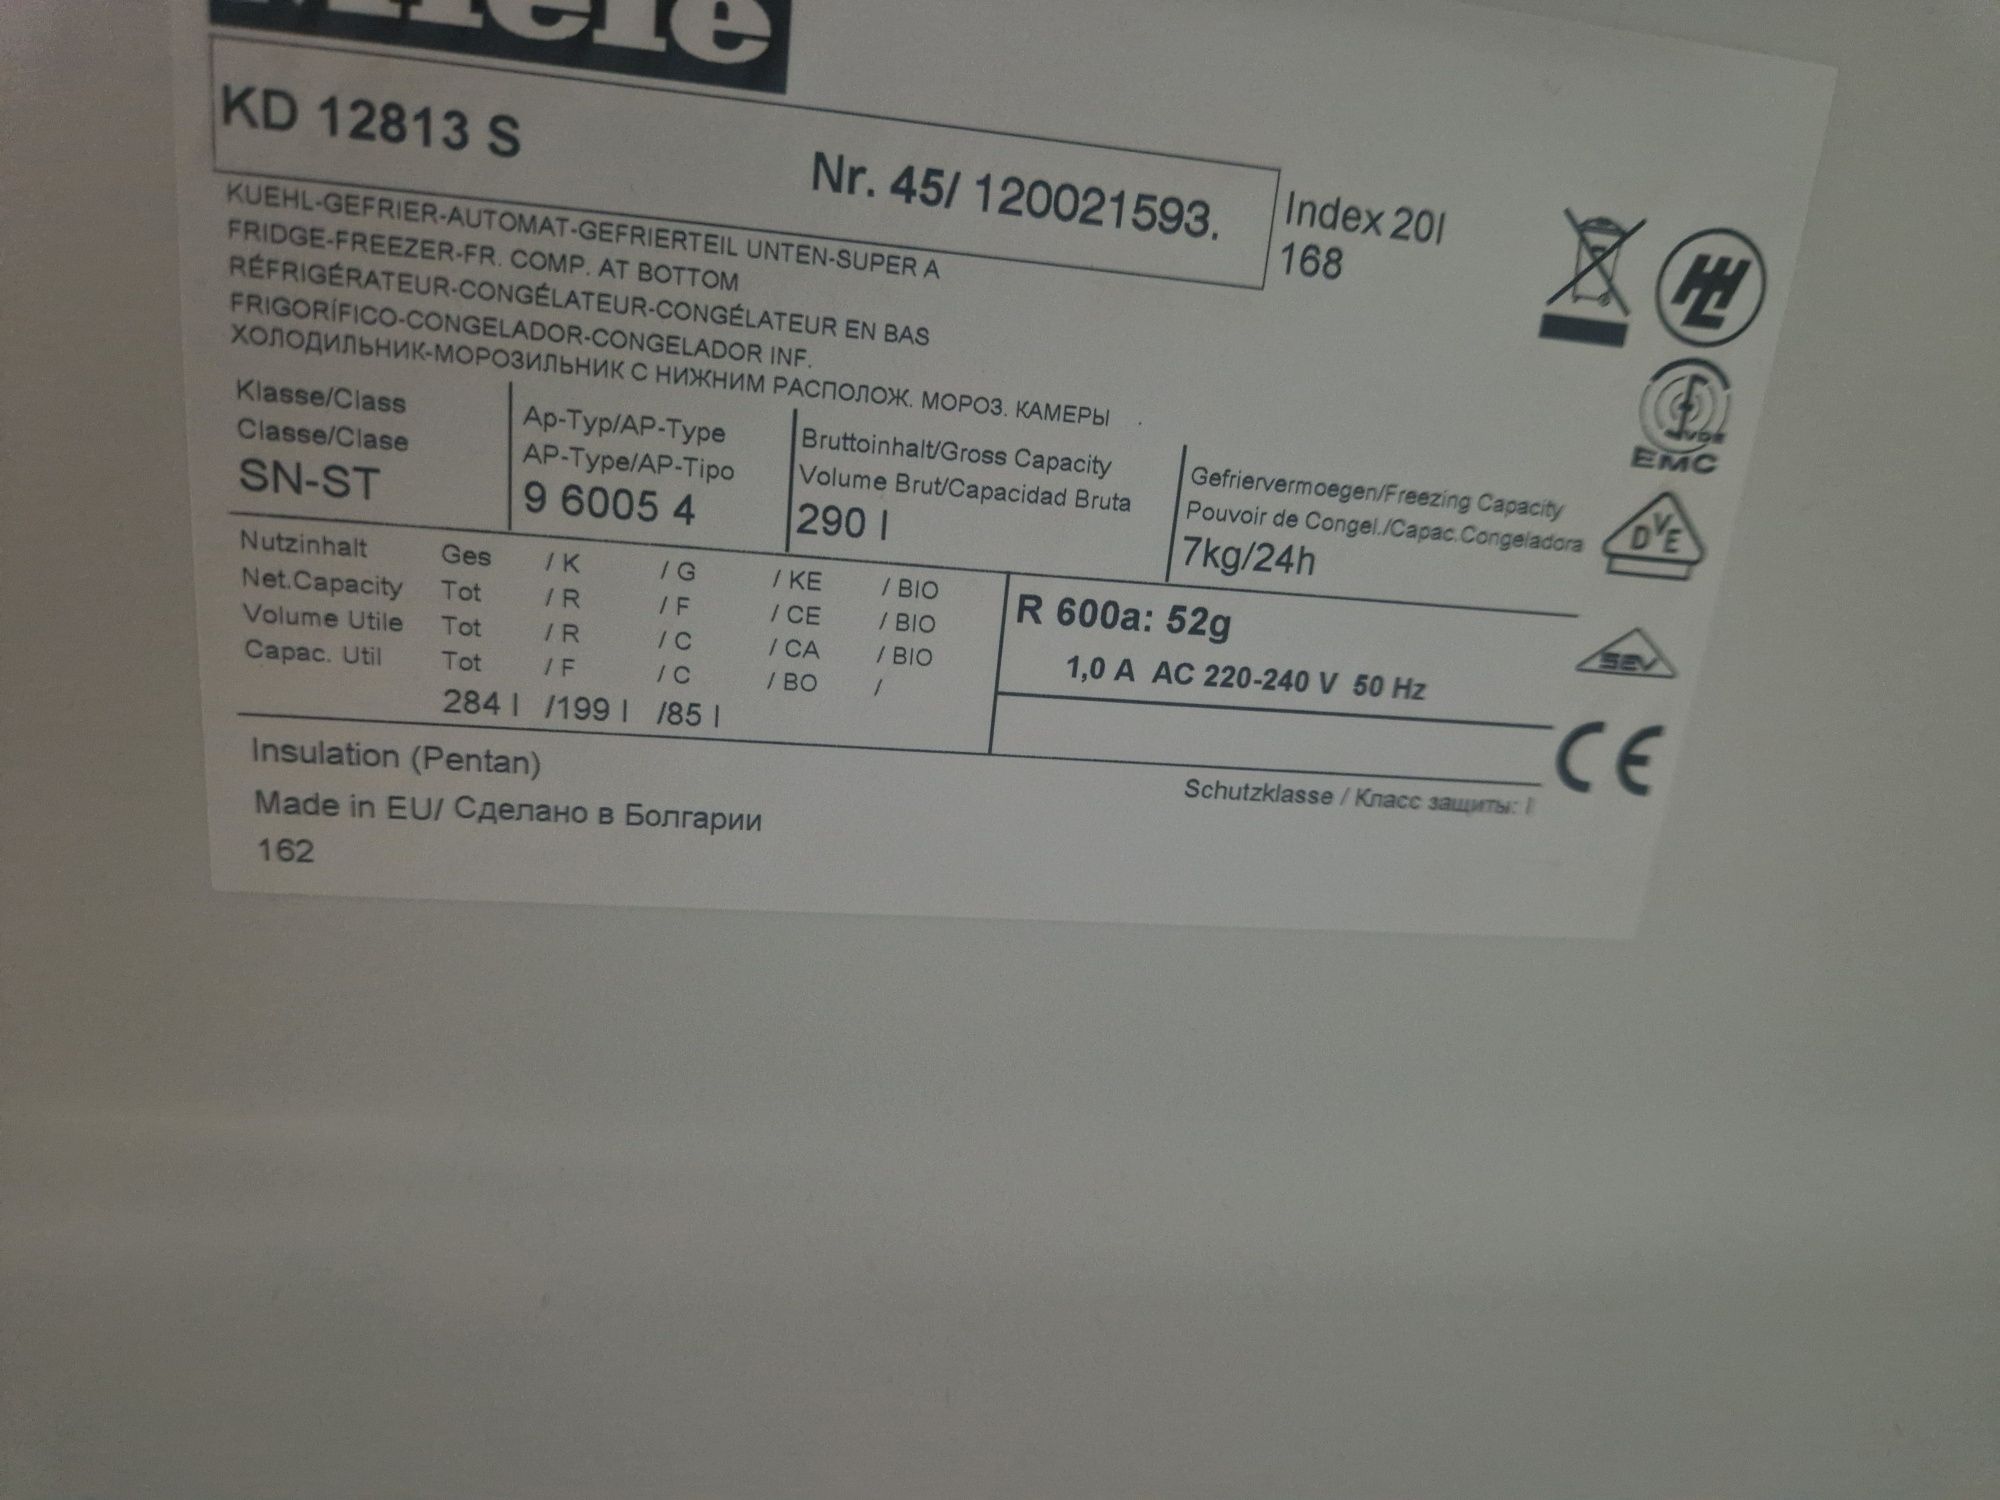 Miele
KD 12813 S
Nr. 45/ 120021593.
Index 20I
168
KUEHL-GEFRIER-AUTOMAT-GEFRIERTEIL UNTEN-SUPER A
FRIDGE-FREEZER-FR. COMP. AT BOTTOM
RÉFRIGÉRATEUR-CONGÉLATEUR-CONGÉLATEUR EN BAS
FRIGORÍFICO-CONGELADOR-CONGELADOR INF.
ХОЛОДИЛЬНИК-МОРОЗИЛЬНИК С НИЖНИМ РАСПОЛОЖ. МОРОЗ. КАМЕРЫ
Klasse/Class
Classe/Clase
SN-ST
Ap-Typ/AP-Type
AP-Type/AP-Tipo
9 6005 4
Bruttoinhalt/Gross Capacity
Volume Brut/Capacidad Bruta
290 l
Gefriervermoegen/Freezing Capacity
Pouvoir de Congel./Capac.Congeladora
7kg/24h
Nutzinhalt Ges / K / G / KE / BIO
Net.Capacity Tot / R / F / CE / BIO
Volume Utile Tot / R / C / CA / BIO
Capac. Util Tot / F / C / BO /
284 l /199 l /85 l
R 600a: 52g
1,0 A AC 220-240 V 50 Hz
Insulation (Pentan)
Made in EU/ Сделано в Болгарии
162
Schutzklasse / Класс защиты: I
VDE
EMC
DVE
SEV
CE